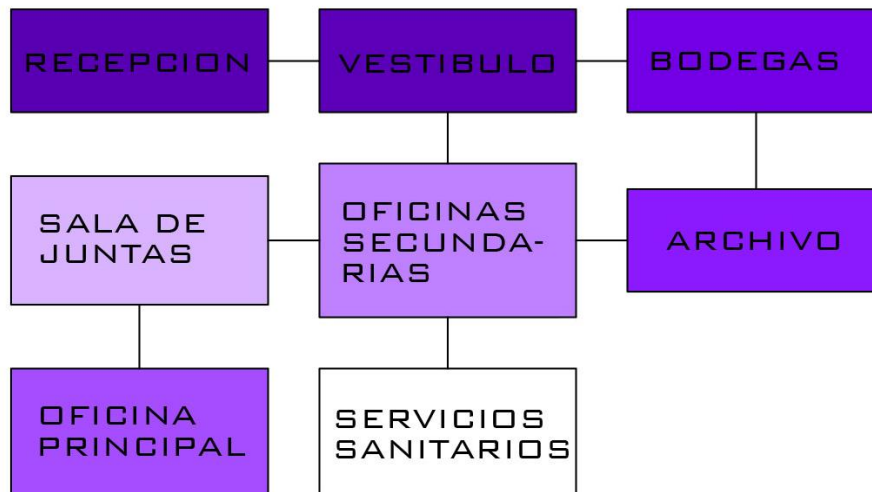 RECEPCION
VESTIBULO
BODEGAS
SALA DE
JUNTAS
OFICINAS
SECUNDA-
RIAS
ARCHIVO
OFICINA
PRINCIPAL
SERVICIOS
SANITARIOS